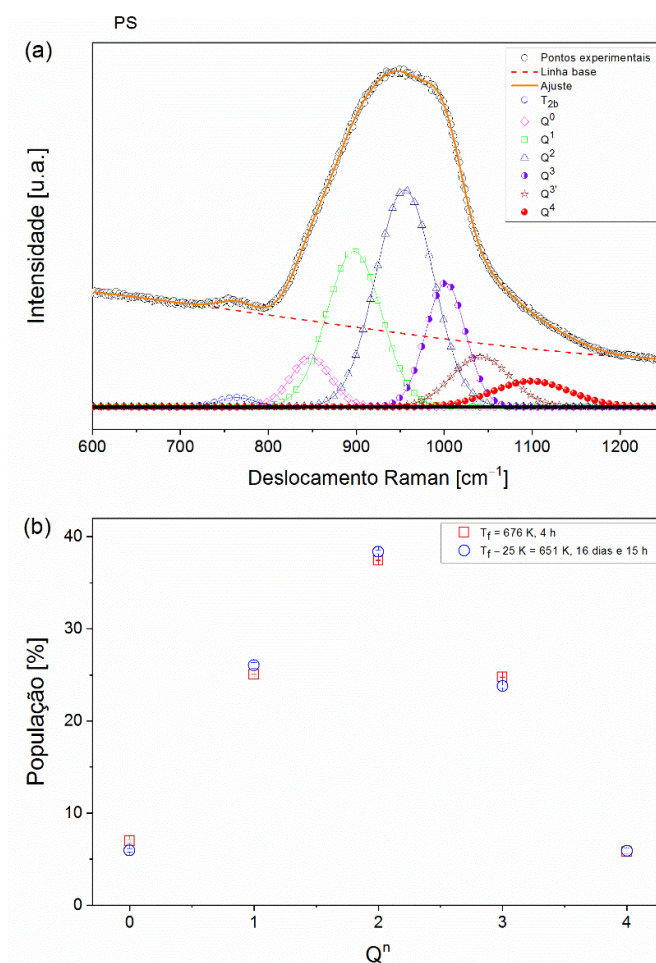 PS
(a)
Intensidade [u.a.]
Pontos experimentais
Linha base
Ajuste
T2b
Q0
Q1
Q2
Q3
Q3'
Q4
600 700 800 900 1000 1100 1200
Deslocamento Raman [cm−1]
(b)
População [%]
40
30
20
10
0
Tf = 676 K, 4 h
Tf − 25 K = 651 K, 16 dias e 15 h
0 1 2 3 4
Qn